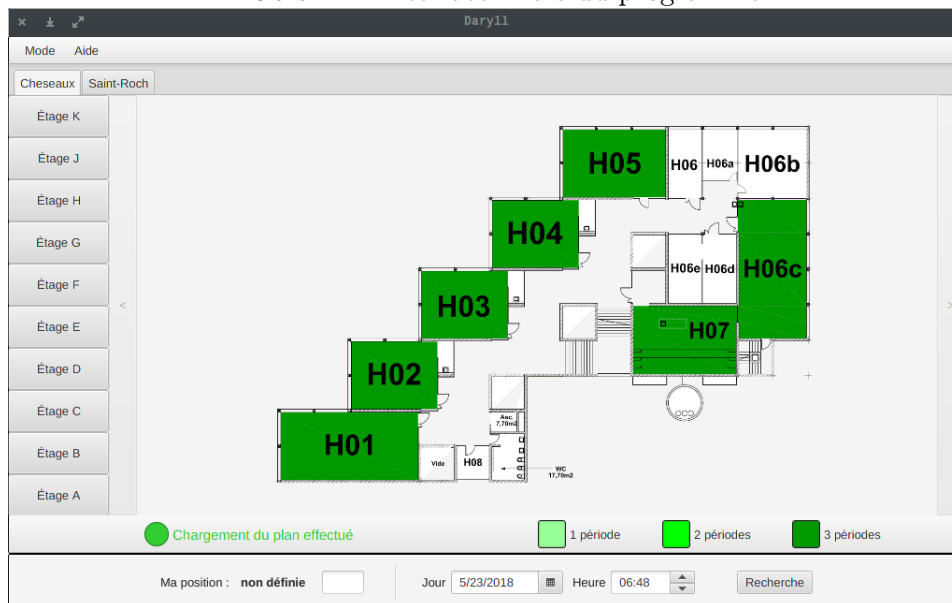 Daryll
Mode Aide
Cheseaux Saint-Roch
Étage K
Étage J
Étage H
Étage G
Étage F
Étage E
Étage D
Étage C
Étage B
Étage A
<
>
H05 H06 H06a H06b
H04
H06e H06d H06c
H03
H07
H02
Asc.
7,70m2
H01
Vide H08
WC
17,70m2
Chargement du plan effectué
1 période 2 périodes 3 périodes
Ma position : non définie Jour 5/23/2018 Heure 06:48 Recherche